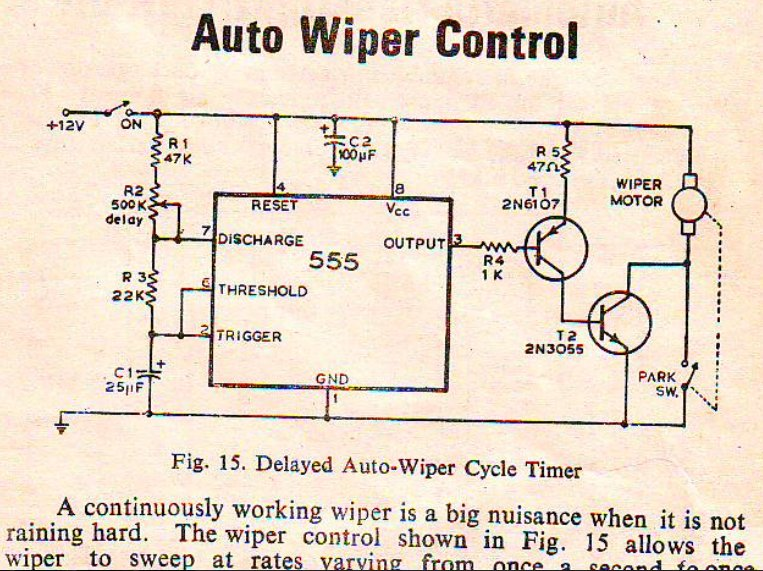 Auto Wiper Control
+12V
ON
R1
47K
R2
500K
delay
R3
22K
C1
25µF
+
+
C2
100µF
4
RESET
8
Vcc
7
DISCHARGE
555
OUTPUT
3
6
THRESHOLD
2
TRIGGER
GND
1
R4
1K
R5
47Ω
T1
2N6107
T2
2N3055
WIPER
MOTOR
PARK
SW.
Fig. 15. Delayed Auto-Wiper Cycle Timer
A continuously working wiper is a big nuisance when it is not
raining hard. The wiper control shown in Fig. 15 allows the
wiper to sweep at rates varying from once a second to once